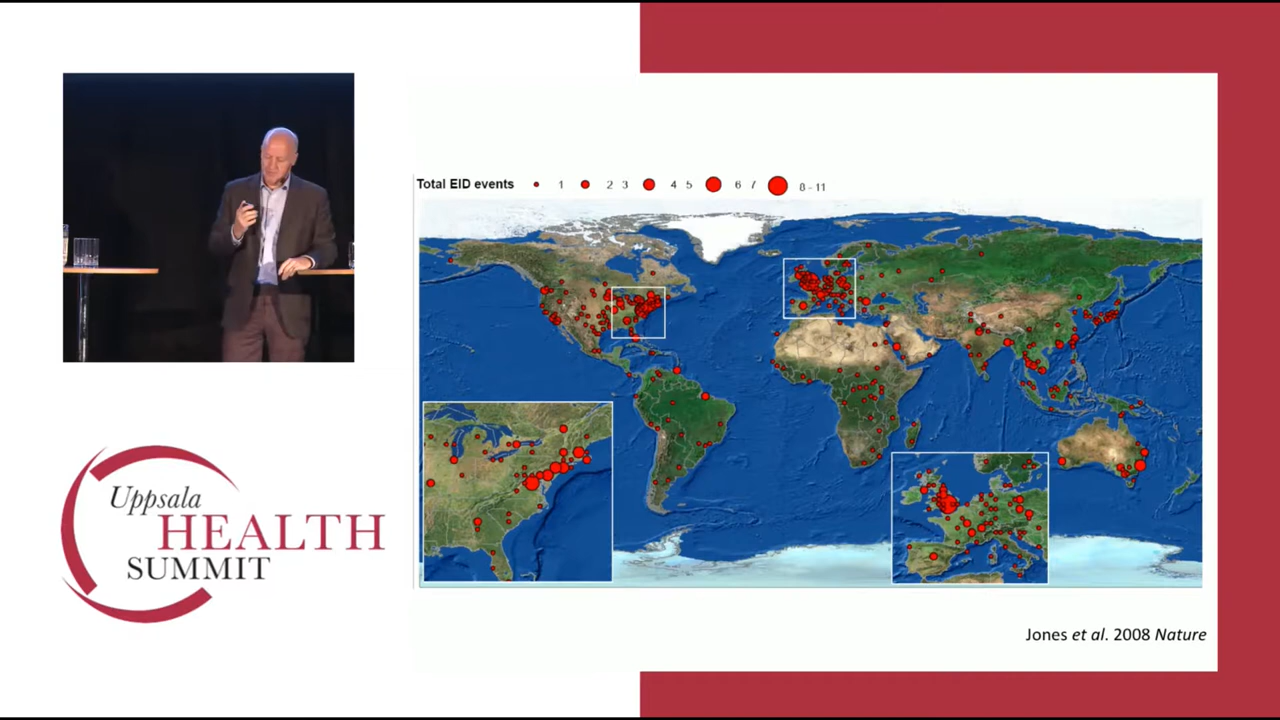 Total EID events 1 2 3 4 5 6 7 8 - 11
Uppsala
HEALTH
SUMMIT
Jones et al. 2008 Nature